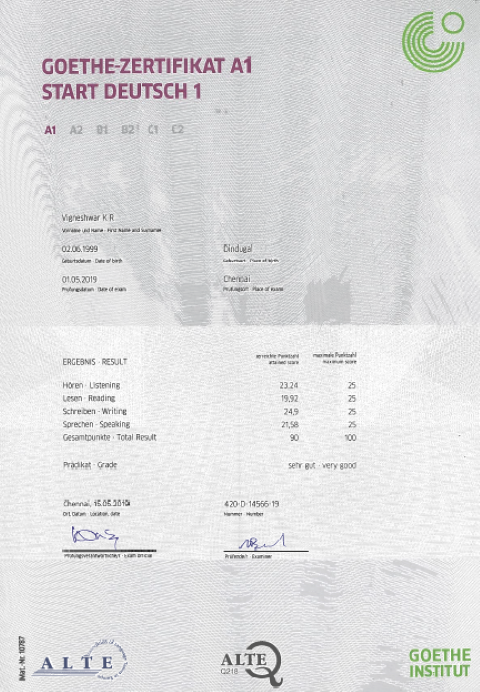 GOETHE-ZERTIFIKAT A1
START DEUTSCH 1
A1 A2 B1 B2 C1 C2
Vigneshwar K R
Vorname und Name · First Name and Surname
02.06.1999 Dindugal
Geburtsdatum · Date of birth Geburtsort · Place of birth
01.05.2019 Chennai
Prüfungsdatum · Date of exam Prüfungsort · Place of exam
ERGEBNIS · RESULT erreichte Punktzahl maximale Punktzahl
attained score maximum score
Hören · Listening 23,24 25
Lesen · Reading 19,92 25
Schreiben · Writing 24,9 25
Sprechen · Speaking 21,58 25
Gesamtpunkte · Total Result 90 100
Prädikat · Grade sehr gut · very good
Chennai, 15.05.2019 420-D-14566-19
Ort, Datum · Location, date Nummer · Number
Prüfungsverantwortliche/r · Exam Official Prüfende/r · Examiner
Mat.-Nr. 10787
ALTE
ALTE Q
Q218
GOETHE
INSTITUT